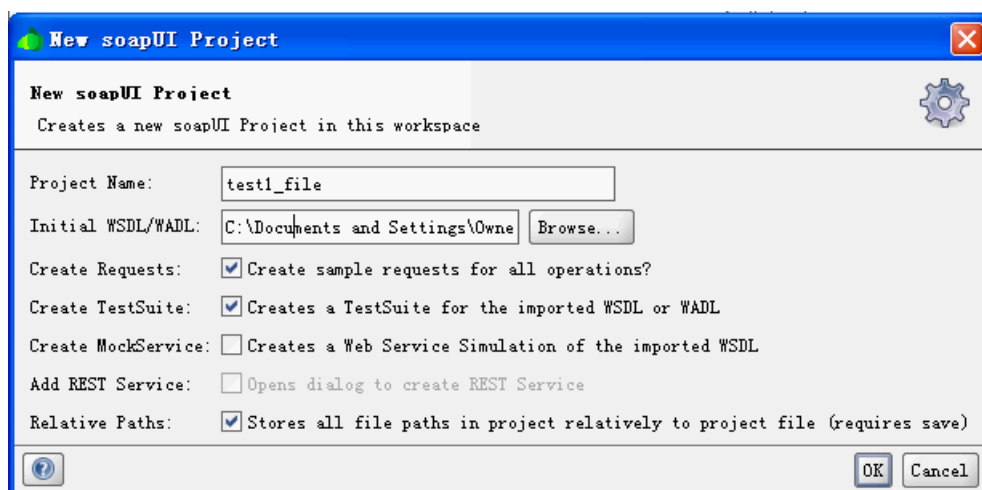 New soapUI Project
New soapUI Project
Creates a new soapUI Project in this workspace
Project Name: test1_file
Initial WSDL/WADL: C:\Documents and Settings\Owne Browse...
Create Requests: Create sample requests for all operations?
Create TestSuite: Creates a TestSuite for the imported WSDL or WADL
Create MockService: Creates a Web Service Simulation of the imported WSDL
Add REST Service: Opens dialog to create REST Service
Relative Paths: Stores all file paths in project relatively to project file (requires save)
OK Cancel